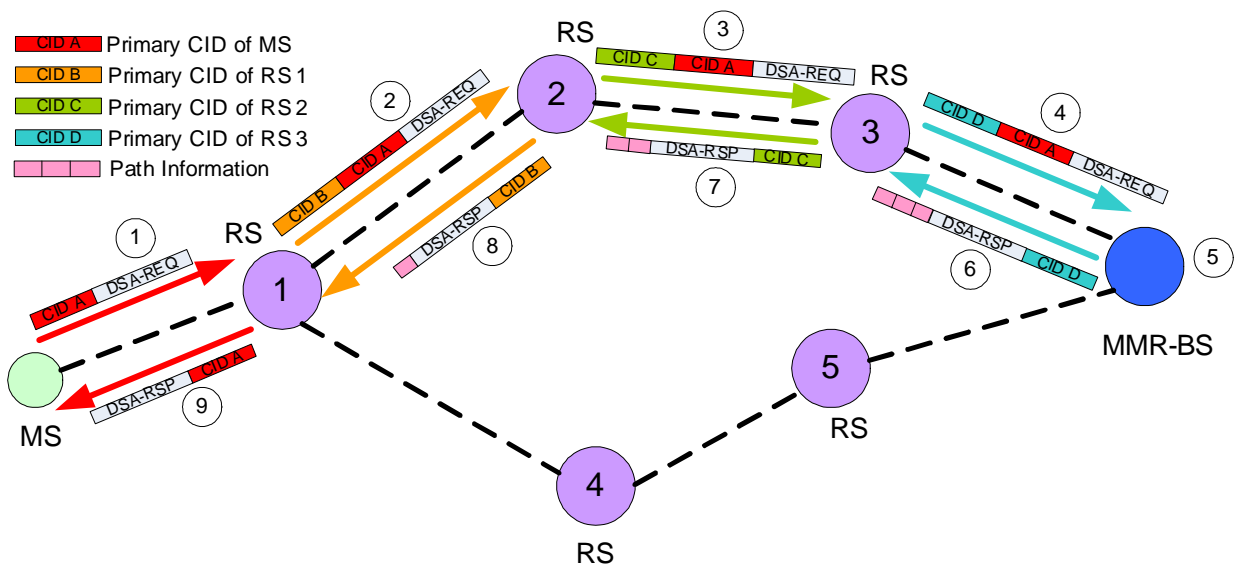 CID A Primary CID of MS
CID B Primary CID of RS 1
CID C Primary CID of RS 2
CID D Primary CID of RS 3
Path Information
RS
3
CID C CID A DSA-REQ
RS
2
2
CID B CID A DSA-REQ
3
4
CID D CID A DSA-REQ
DSA-RSP CID C
7
1
RS
CID A DSA-REQ
DSA-RSP CID B
8
DSA-RSP CID D
6
5
1
MMR-BS
DSA-RSP CID A
9
MS
5
RS
4
RS